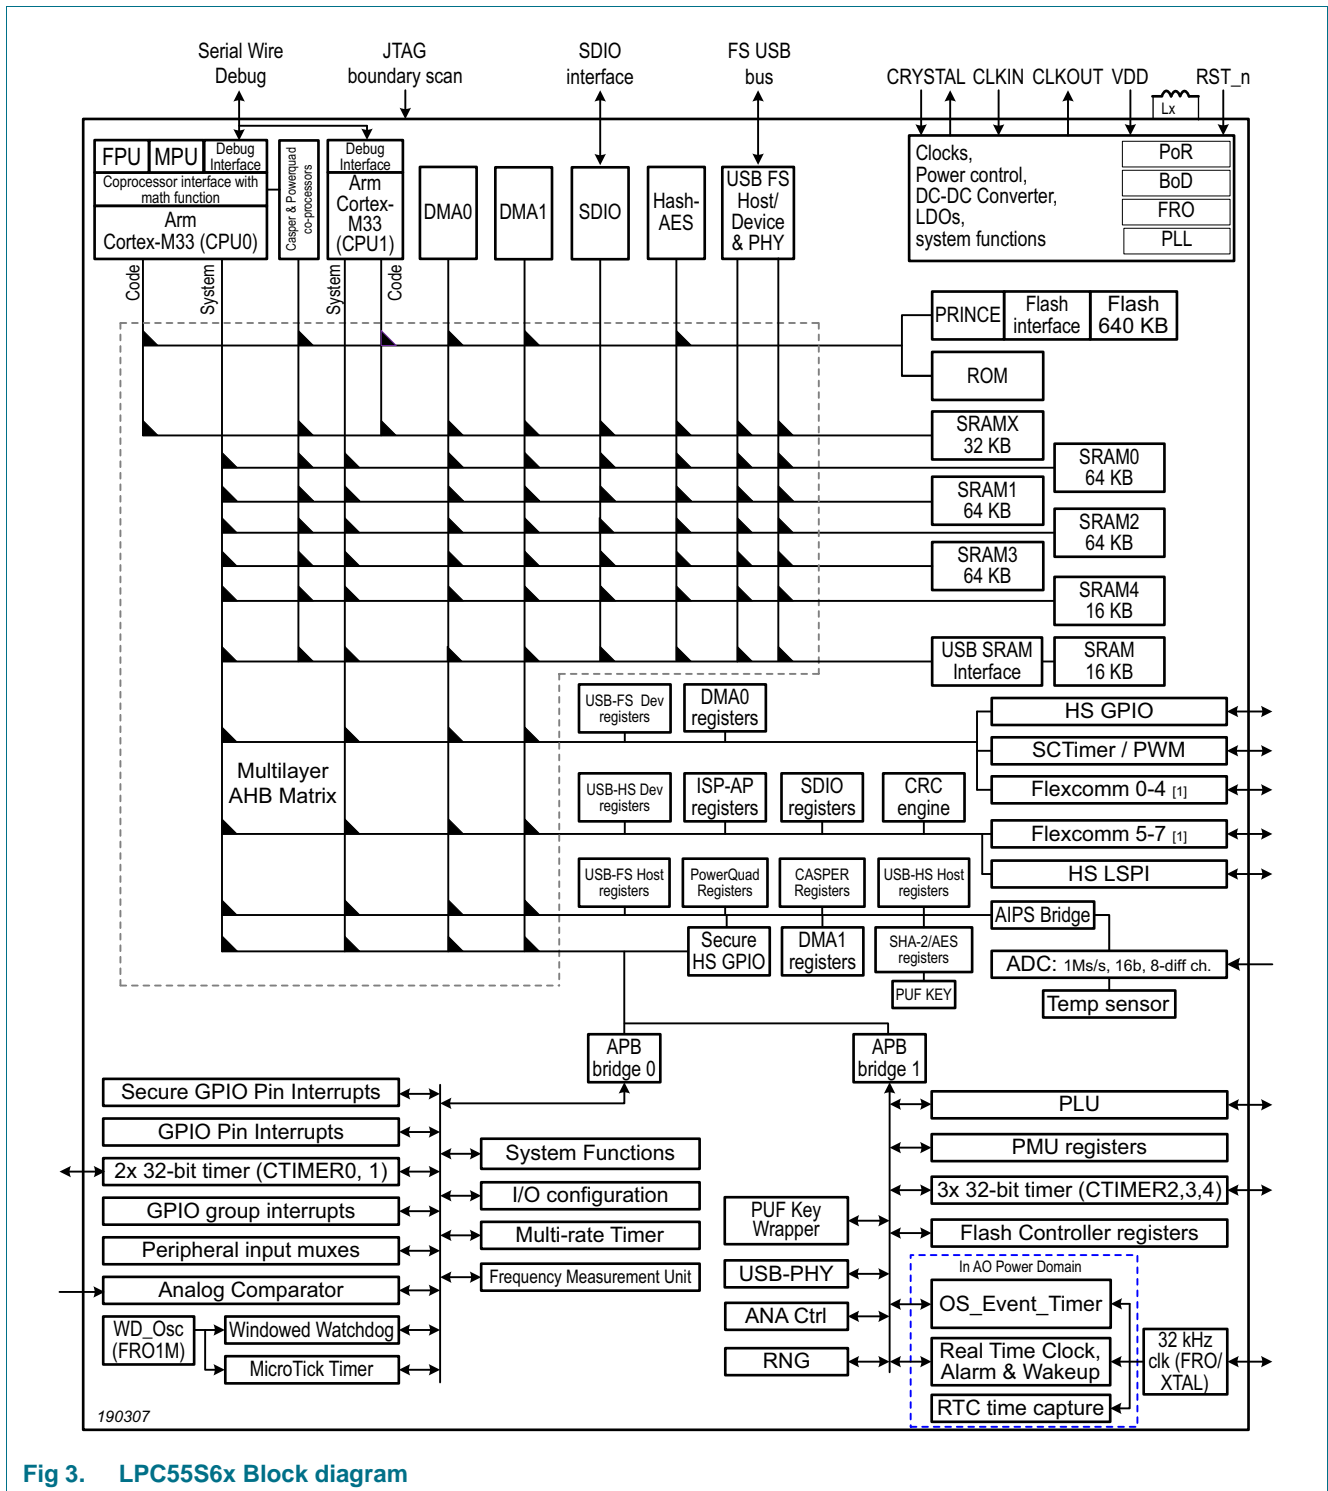 Serial Wire
Debug
JTAG
boundary scan
SDIO
interface
FS USB
bus
CRYSTAL
CLKIN
CLKOUT
VDD
RST_n
Lx
FPU
MPU
Debug
Interface
Coprocessor interface with
math function
Arm
Cortex-M33 (CPU0)
Casper & Powerquad
co-processors
Debug
Interface
Arm
Cortex-
M33
(CPU1)
DMA0
DMA1
SDIO
Hash-
AES
USB FS
Host/
Device
& PHY
Clocks,
Power control,
DC-DC Converter,
LDOs,
system functions
PoR
BoD
FRO
PLL
Code
System
System
Code
PRINCE
Flash
interface
Flash
640 KB
ROM
SRAMX
32 KB
SRAM0
64 KB
SRAM1
64 KB
SRAM2
64 KB
SRAM3
64 KB
SRAM4
16 KB
USB SRAM
Interface
SRAM
16 KB
USB-FS Dev
registers
DMA0
registers
HS GPIO
SCTimer / PWM
Flexcomm 0-4 [1]
Multilayer
AHB Matrix
USB-HS Dev
registers
ISP-AP
registers
SDIO
registers
CRC
engine
Flexcomm 5-7 [1]
HS LSPI
USB-FS Host
registers
PowerQuad
Registers
CASPER
Registers
USB-HS Host
registers
AIPS Bridge
Secure
HS GPIO
DMA1
registers
SHA-2/AES
registers
PUF KEY
ADC: 1Ms/s, 16b, 8-diff ch.
Temp sensor
APB
bridge 0
APB
bridge 1
Secure GPIO Pin Interrupts
GPIO Pin Interrupts
2x 32-bit timer (CTIMER0, 1)
GPIO group interrupts
Peripheral input muxes
Analog Comparator
WD_Osc
(FRO1M)
Windowed Watchdog
MicroTick Timer
System Functions
I/O configuration
Multi-rate Timer
Frequency Measurement Unit
PUF Key
Wrapper
USB-PHY
ANA Ctrl
RNG
PLU
PMU registers
3x 32-bit timer (CTIMER2,3,4)
Flash Controller registers
In AO Power Domain
OS_Event_Timer
Real Time Clock,
Alarm & Wakeup
RTC time capture
32 kHz
clk (FRO/
XTAL)
190307
Fig 3. LPC55S6x Block diagram